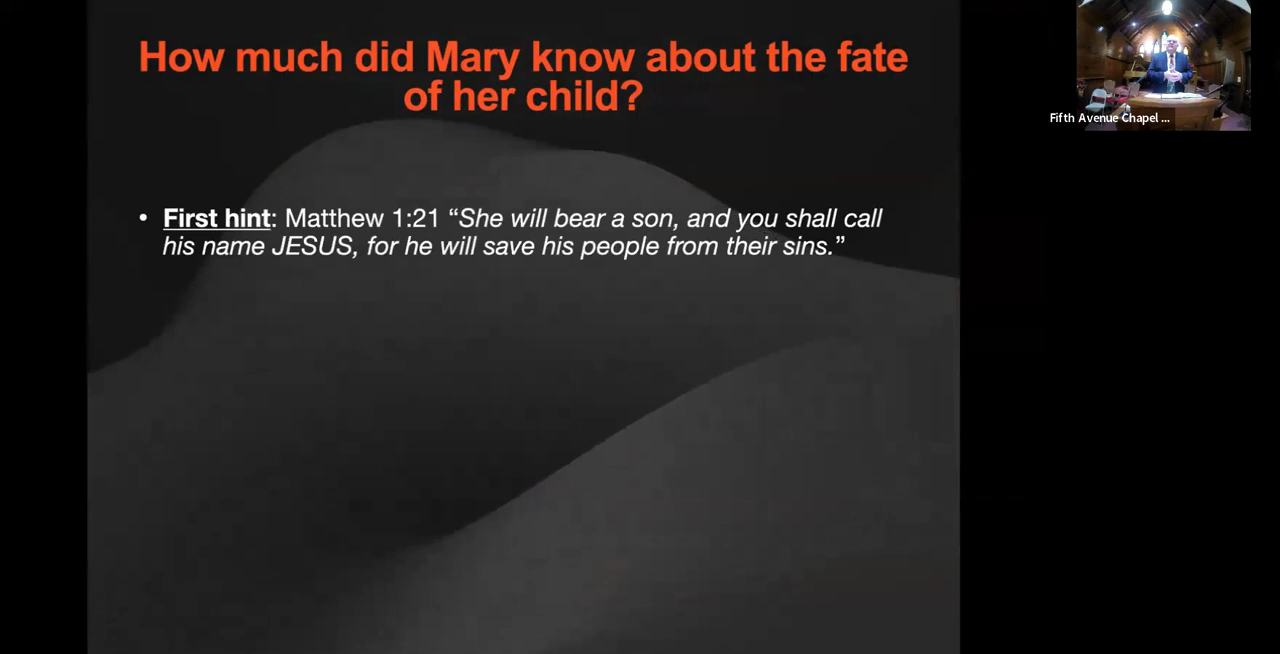 How much did Mary know about the fate
of her child?
• First hint: Matthew 1:21 “She will bear a son, and you shall call
his name JESUS, for he will save his people from their sins.”
Fifth Avenue Chapel ...